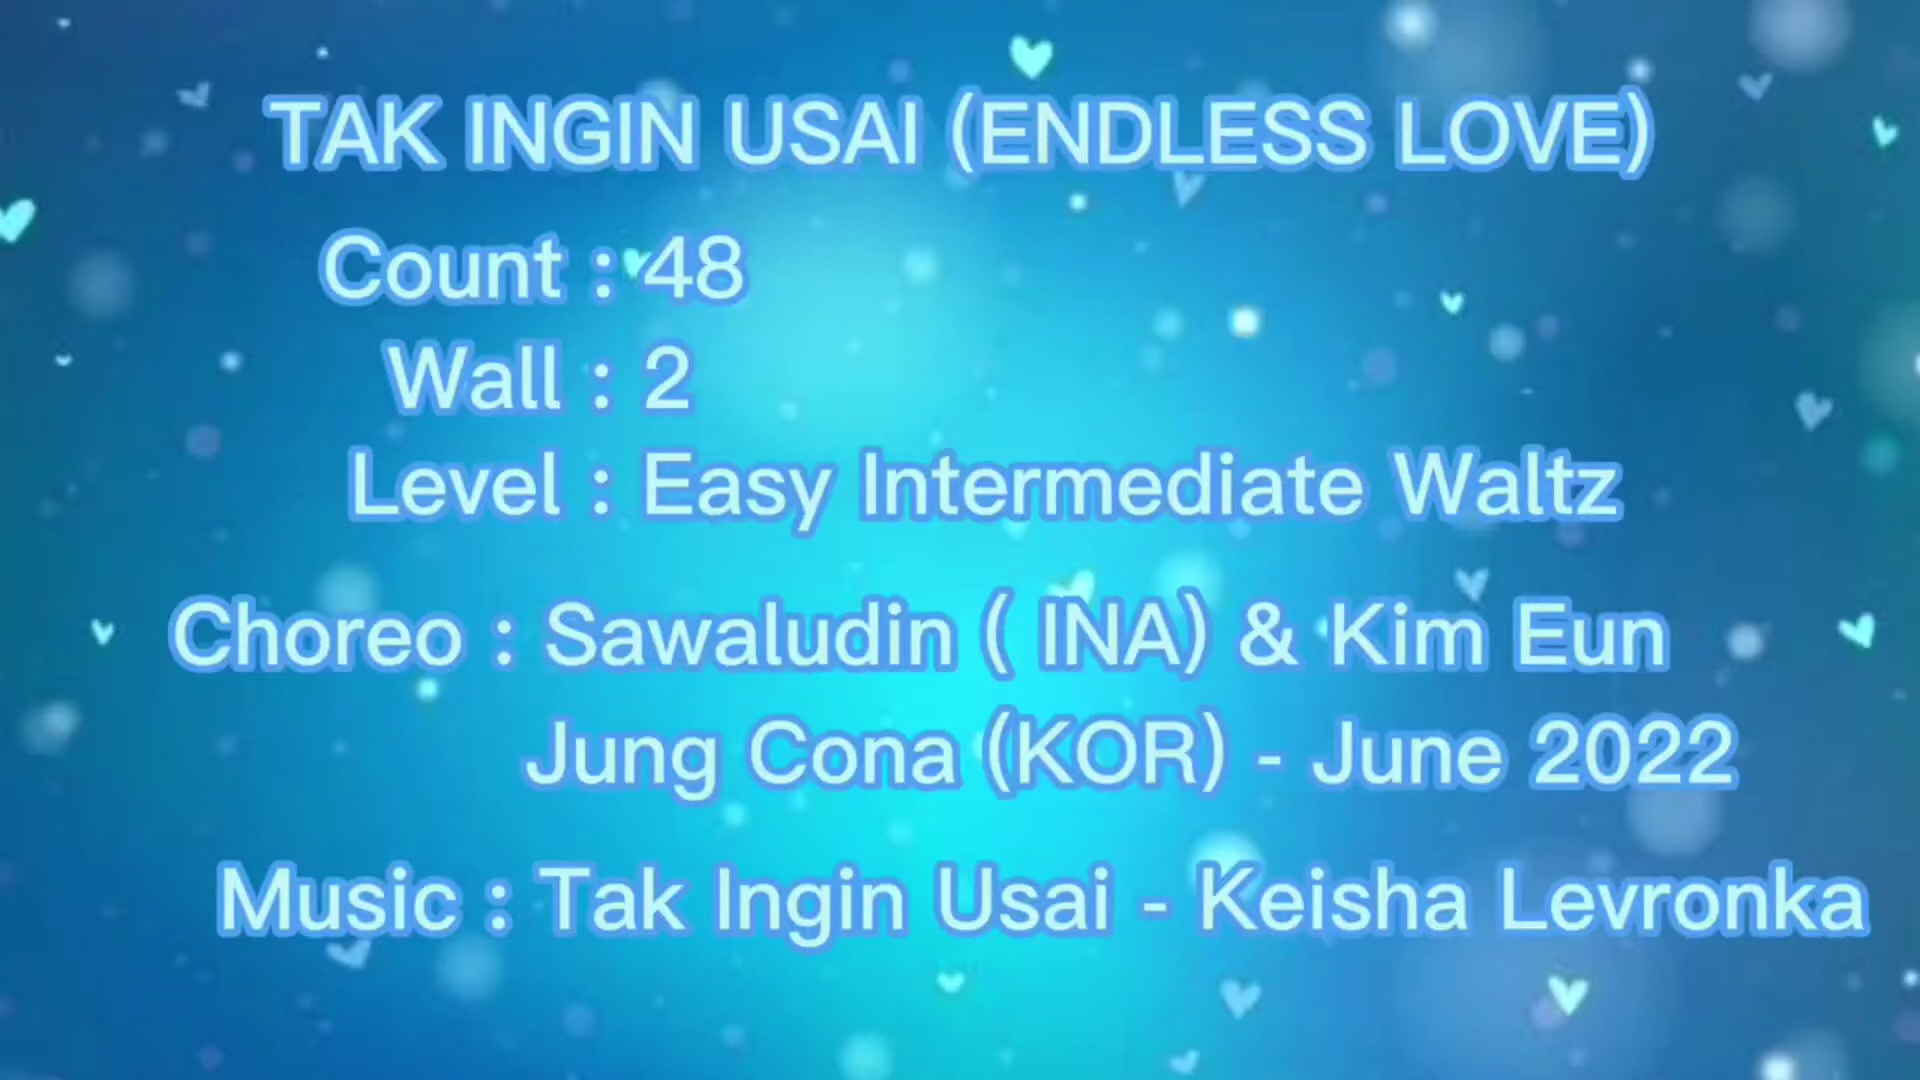 TAK INGIN USAI (ENDLESS LOVE)
Count : 48
Wall : 2
Level : Easy Intermediate Waltz
Choreo : Sawaludin ( INA) & Kim Eun
Jung Cona (KOR) - June 2022
Music : Tak Ingin Usai - Keisha Levronka